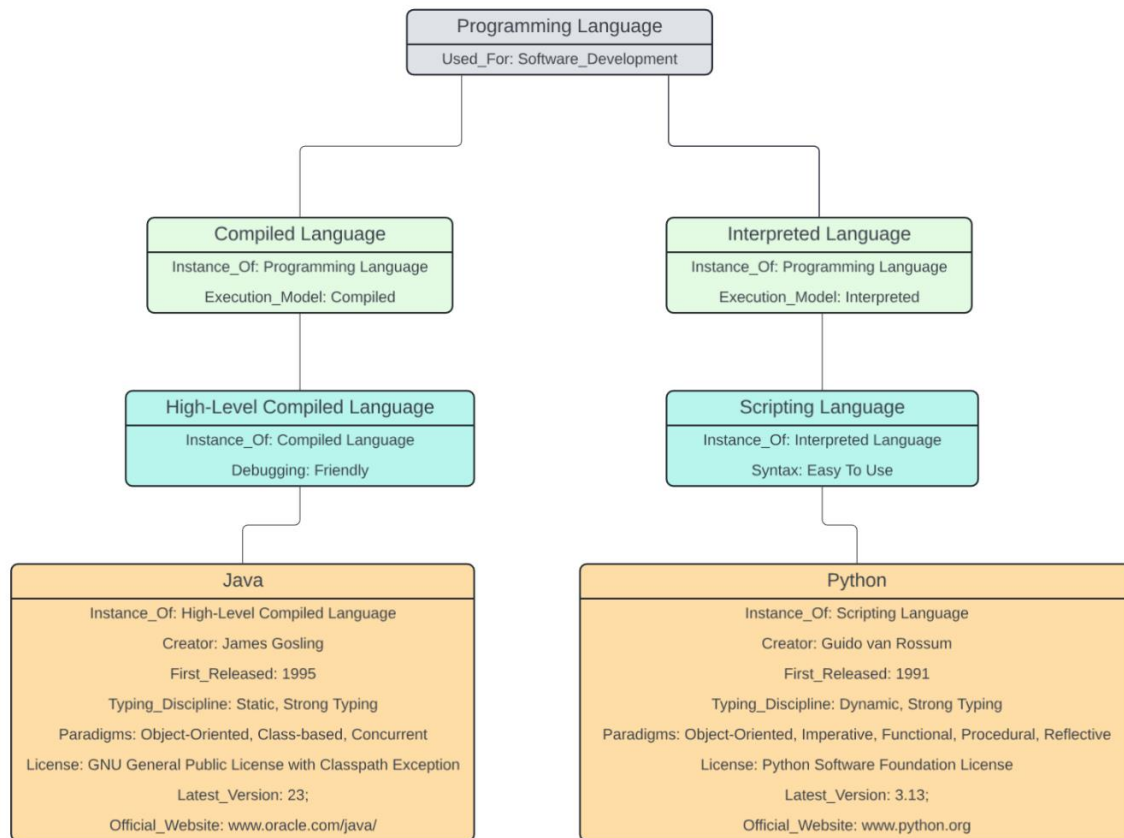 Programming Language
Used_For: Software_Development
Compiled Language
Instance_Of: Programming Language
Execution_Model: Compiled
Interpreted Language
Instance_Of: Programming Language
Execution_Model: Interpreted
High-Level Compiled Language
Instance_Of: Compiled Language
Debugging: Friendly
Scripting Language
Instance_Of: Interpreted Language
Syntax: Easy To Use
Java
Instance_Of: High-Level Compiled Language
Creator: James Gosling
First_Released: 1995
Typing_Discipline: Static, Strong Typing
Paradigms: Object-Oriented, Class-based, Concurrent
License: GNU General Public License with Classpath Exception
Latest_Version: 23;
Official_Website: www.oracle.com/java/
Python
Instance_Of: Scripting Language
Creator: Guido van Rossum
First_Released: 1991
Typing_Discipline: Dynamic, Strong Typing
Paradigms: Object-Oriented, Imperative, Functional, Procedural, Reflective
License: Python Software Foundation License
Latest_Version: 3.13;
Official_Website: www.python.org